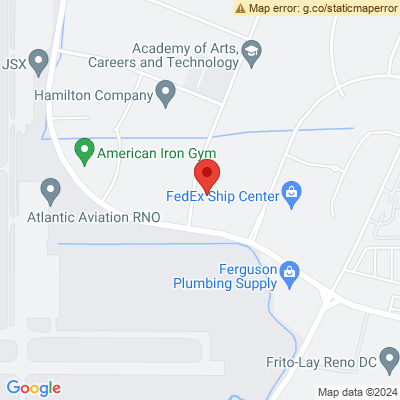 Map error: g.co/staticmaperror
Academy of Arts,
Careers and Technology
JSX
Hamilton Company
American Iron Gym
FedEx Ship Center
Atlantic Aviation RNO
Ferguson
Plumbing Supply
Frito-Lay Reno DC
Google
Map data ©2024